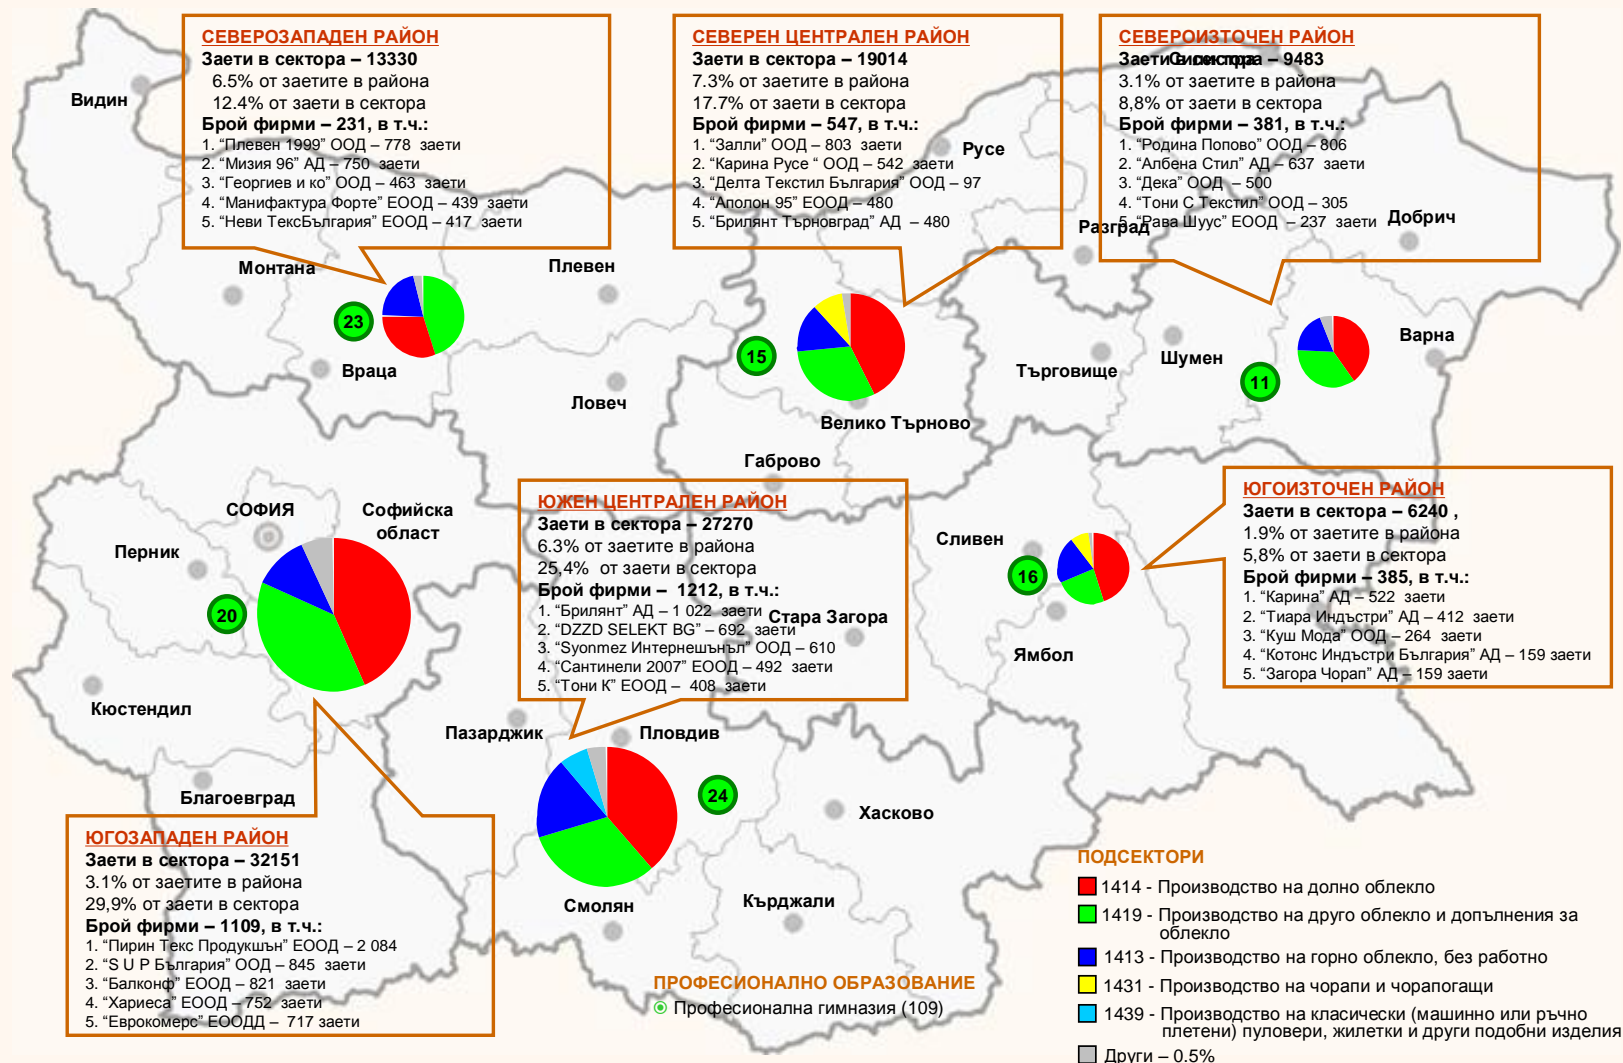 СЕВЕРОЗАПАДЕН РАЙОН
Заети в сектора – 13330
6.5% от заетите в района
12.4% от заети в сектора
Брой фирми – 231, в т.ч.:
1. “Плевен 1999” ООД – 778 заети
2. “Мизия 96” АД – 750 заети
3. “Георгиев и ко” ООД – 463 заети
4. “Манифактура Форте” ЕООД – 439 заети
5. “Неви ТексБългария” ЕООД – 417 заети
СЕВЕРЕН ЦЕНТРАЛЕН РАЙОН
Заети в сектора – 19014
7.3% от заетите в района
17.7% от заети в сектора
Брой фирми – 547, в т.ч.:
1. “Залли” ООД – 803 заети
2. “Карина Русе “ ООД – 542 заети
3. “Делта Текстил България” ООД – 97
4. “Аполон 95” ЕООД – 480
5. “Брилянт Търновград” АД – 480
СЕВЕРОИЗТОЧЕН РАЙОН
Заети в сектора – 9483
Силистра
3.1% от заетите в района
8,8% от заети в сектора
Брой фирми – 381, в т.ч.:
1. “Родина Попово” ООД – 806
2. “Албена Стил” АД – 637 заети
3. “Дека” ООД – 500
4. “Тони С Текстил” ООД – 305
5. “Рава Шуус” ЕООД – 237 заети
Видин
Русе
Разград
Добрич
Монтана
Плевен
23
Враца
Ловеч
15
Велико Търново
Габрово
Търговище
Шумен
11
Варна
СОФИЯ
Софийска
област
Перник
20
Кюстендил
Благоевград
ЮЖЕН ЦЕНТРАЛЕН РАЙОН
Заети в сектора – 27270
6.3% от заетите в района
25,4% от заети в сектора
Брой фирми – 1212, в т.ч.:
1. “Брилянт” АД – 1 022 заети
2. “DZZD SELEKT BG” – 692 заети
3. “Syonmez Интернешънъл” ООД – 610
4. “Сантинели 2007” ЕООД – 492 заети
5. “Тони К” ЕООД – 408 заети
Стара Загора
Сливен
16
Ямбол
ЮГОИЗТОЧЕН РАЙОН
Заети в сектора – 6240 ,
1.9% от заетите в района
5,8% от заети в сектора
Брой фирми – 385, в т.ч.:
1. “Карина” АД – 522 заети
2. “Тиара Индъстри” АД – 412 заети
3. “Куш Мода” ООД – 264 заети
4. “Котонс Индъстри България” АД – 159 заети
5. “Загора Чорап” АД – 159 заети
Пазарджик
Пловдив
24
Хасково
Смолян
Кърджали
ЮГОЗАПАДЕН РАЙОН
Заети в сектора – 32151
3.1% от заетите в района
29,9% от заети в сектора
Брой фирми – 1109, в т.ч.:
1. “Пирин Текс Продукшън” ЕООД – 2 084
2. “S U P България” ООД – 845 заети
3. “Балконф” ЕООД – 821 заети
4. “Хариеса” ЕООД – 752 заети
5. “Еврокомерс” ЕООДД – 717 заети
ПРОФЕСИОНАЛНО ОБРАЗОВАНИЕ
Професионална гимназия (109)
ПОДСЕКТОРИ
1414 - Производство на долно облекло
1419 - Производство на друго облекло и допълнения за
облекло
1413 - Производство на горно облекло, без работно
1431 - Производство на чорапи и чорапогащи
1439 - Производство на класически (машинно или ръчно
плетени) пуловери, жилетки и други подобни изделия
Други – 0.5%